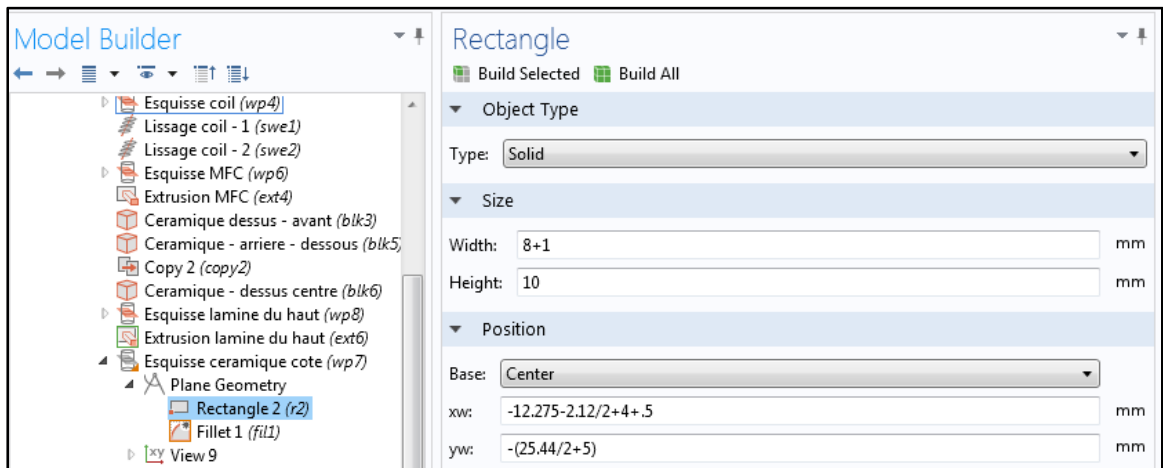 Model Builder
Esquisse coil (wp4)
Lissage coil - 1 (swe1)
Lissage coil - 2 (swe2)
Esquisse MFC (wp6)
Extrusion MFC (ext4)
Ceramique dessus - avant (blk3)
Ceramique - arriere - dessous (blk5)
Copy 2 (copy2)
Ceramique - dessus centre (blk6)
Esquisse lamine du haut (wp8)
Extrusion lamine du haut (ext6)
Esquisse ceramique cote (wp7)
Plane Geometry
Rectangle 2 (r2)
Fillet 1 (fil1)
xy View 9
Rectangle
Build Selected Build All
Object Type
Type: Solid
Size
Width: 8+1 mm
Height: 10 mm
Position
Base: Center
xw: -12.275-2.12/2+4+.5 mm
yw: -(25.44/2+5) mm